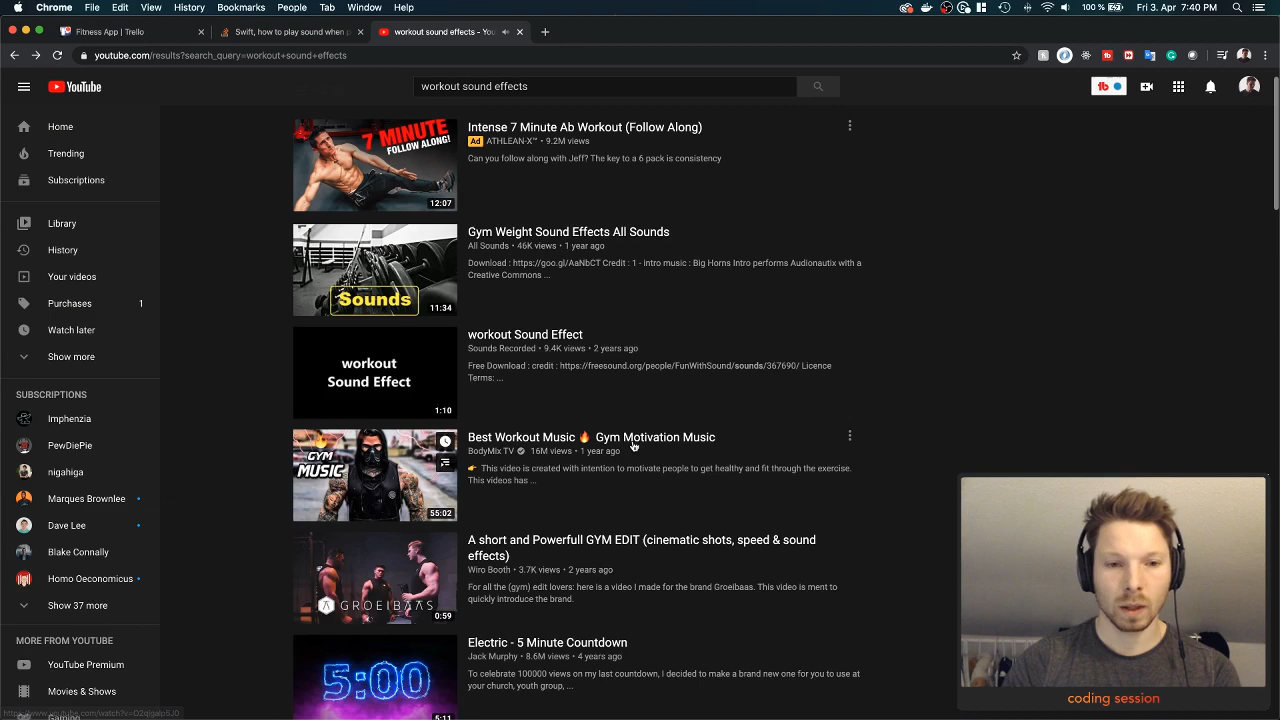 Chrome File Edit View History Bookmarks People Tab Window Help
100 % Fri 3. Apr 7:40 PM
Fitness App | Trello
Swift, how to play sound when p
workout sound effects - You
youtube.com/results?search_query=workout+sound+effects
YouTube
workout sound effects
Home
Trending
Subscriptions
Library
History
Your videos
Purchases 1
Watch later
Show more
SUBSCRIPTIONS
Imphenzia
PewDiePie
nigahiga
Marques Brownlee
Dave Lee
Blake Connally
Homo Oeconomicus
Show 37 more
MORE FROM YOUTUBE
YouTube Premium
Movies & Shows
7 MINUTE
FOLLOW ALONG!
12:07
Intense 7 Minute Ab Workout (Follow Along)
Ad ATHLEAN-X™ • 9.2M views
Can you follow along with Jeff? The key to a 6 pack is consistency
Sounds
11:34
Gym Weight Sound Effects All Sounds
All Sounds • 46K views • 1 year ago
Download : https://goo.gl/AaNbCT Credit : 1 - intro music : Big Horns Intro performs Audionautix with a
Creative Commons ...
workout
Sound Effect
1:10
workout Sound Effect
Sounds Recorded • 9.4K views • 2 years ago
Free Download : credit : https://freesound.org/people/FunWithSound/sounds/367690/ Licence
Terms: ...
GYM
MUSIC
55:02
Best Workout Music 🔥 Gym Motivation Music
BodyMix TV 16M views • 1 year ago
👉 This video is created with intention to motivate people to get healthy and fit through the exercise.
This videos has ...
GROEIBAAS
0:59
A short and Powerfull GYM EDIT (cinematic shots, speed & sound
effects)
Wiro Booth • 3.7K views • 2 years ago
For all the (gym) edit lovers: here is a video I made for the brand Groeibaas. This video is ment to
quickly introduce the brand.
5:00
5:11
Electric - 5 Minute Countdown
Jack Murphy • 8.6M views • 4 years ago
To celebrate 100000 views on my last countdown, I decided to make a brand new one for you to use at
your church, youth group, ...
coding session